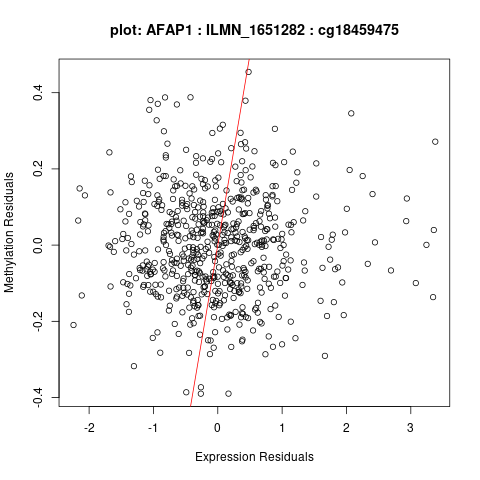 plot: AFAP1 : ILMN_1651282 : cg18459475
Methylation Residuals
0.4
0.2
0.0
-0.2
-0.4
-2 -1 0 1 2 3
Expression Residuals